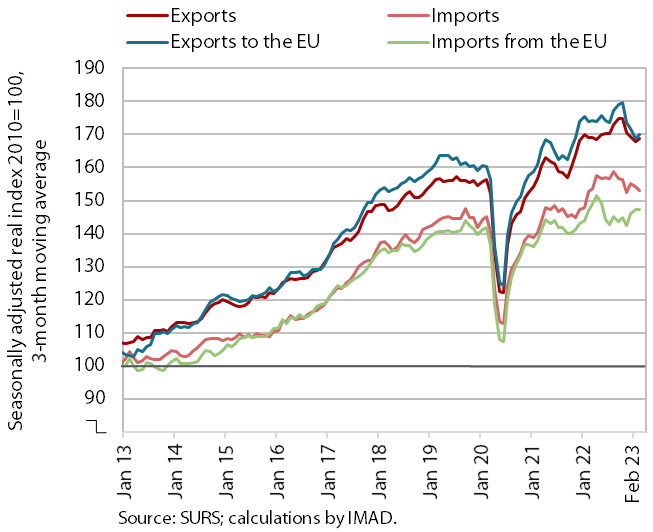 Exports
Imports
Exports to the EU
Imports from the EU
Seasonally adjusted real index 2010=100,
3-month moving average
190
180
170
160
150
140
130
120
110
100
90
Jan 13
Jan 14
Jan 15
Jan 16
Jan 17
Jan 18
Jan 19
Jan 20
Jan 21
Jan 22
Feb 23
Source: SURS; calculations by IMAD.